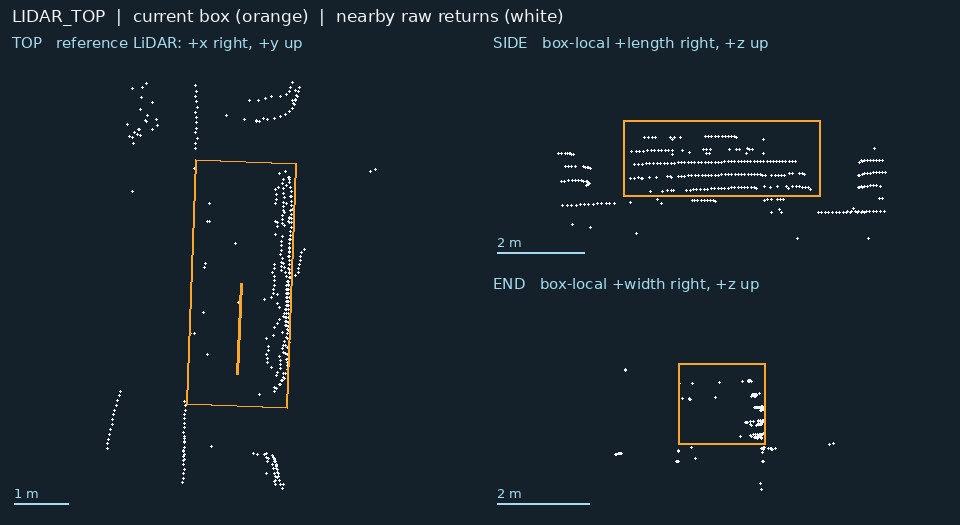 LIDAR_TOP | current box (orange) | nearby raw returns (white)
TOP reference LiDAR: +x right, +y up
SIDE box-local +length right, +z up
2 m
END box-local +width right, +z up
1 m
2 m